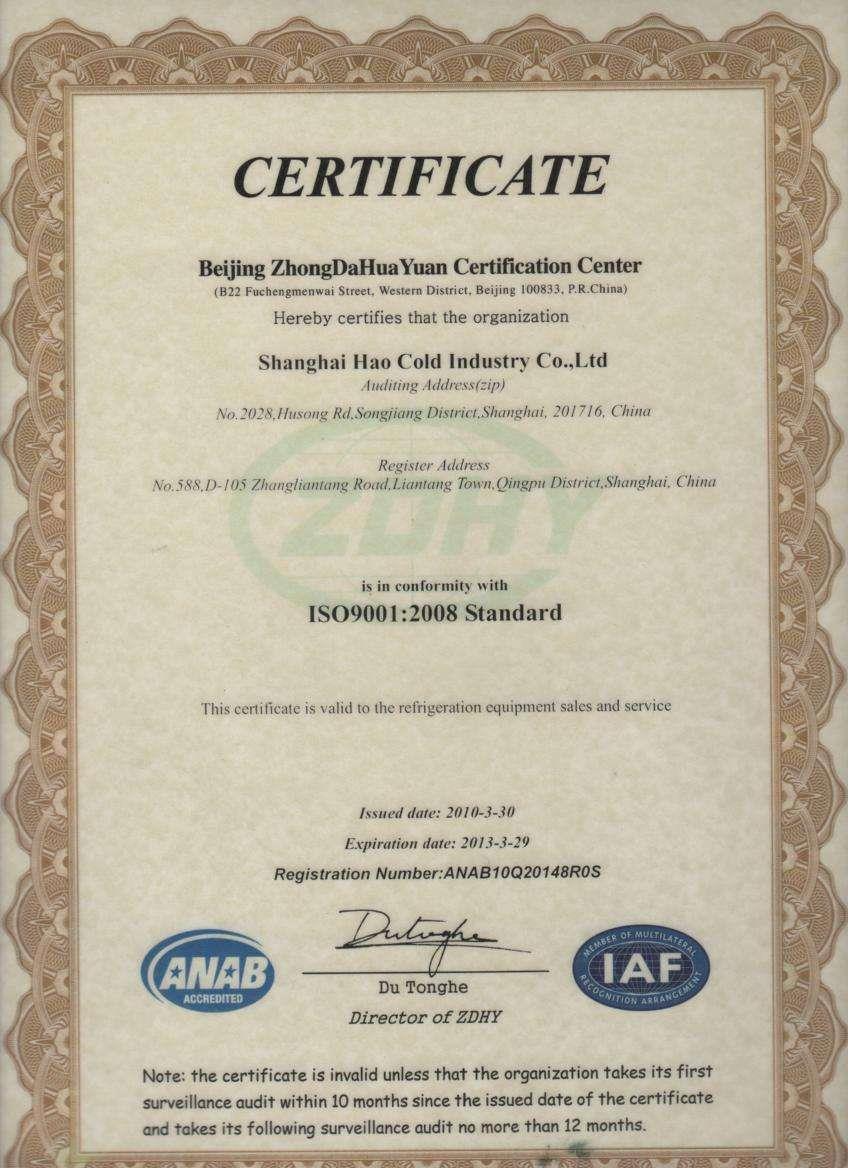 CERTIFICATE
Beijing ZhongDaHuaYuan Certification Center
(B22 Fuchengmenwai Street, Western District, Beijing 100833, P.R.China)
Hereby certifies that the organization
Shanghai Hao Cold Industry Co.,Ltd
Auditing Address(zip)
No.2028,Husong Rd,Songjiang District,Shanghai, 201716, China
Register Address
No.588,D-105 Zhangliantang Road,Liantang Town,Qingpu District,Shanghai, China
ZDHY
is in conformity with
ISO9001:2008 Standard
This certificate is valid to the refrigeration equipment sales and service
Issued date: 2010-3-30
Expiration date: 2013-3-29
Registration Number:ANAB10Q20148R0S
ANAB
ACCREDITED
Du Tonghe
Director of ZDHY
MEMBER OF MULTILATERAL
IAF
RECOGNITION ARRANGEMENT
Note: the certificate is invalid unless that the organization takes its first
surveillance audit within 10 months since the issued date of the certificate
and takes its following surveillance audit no more than 12 months.